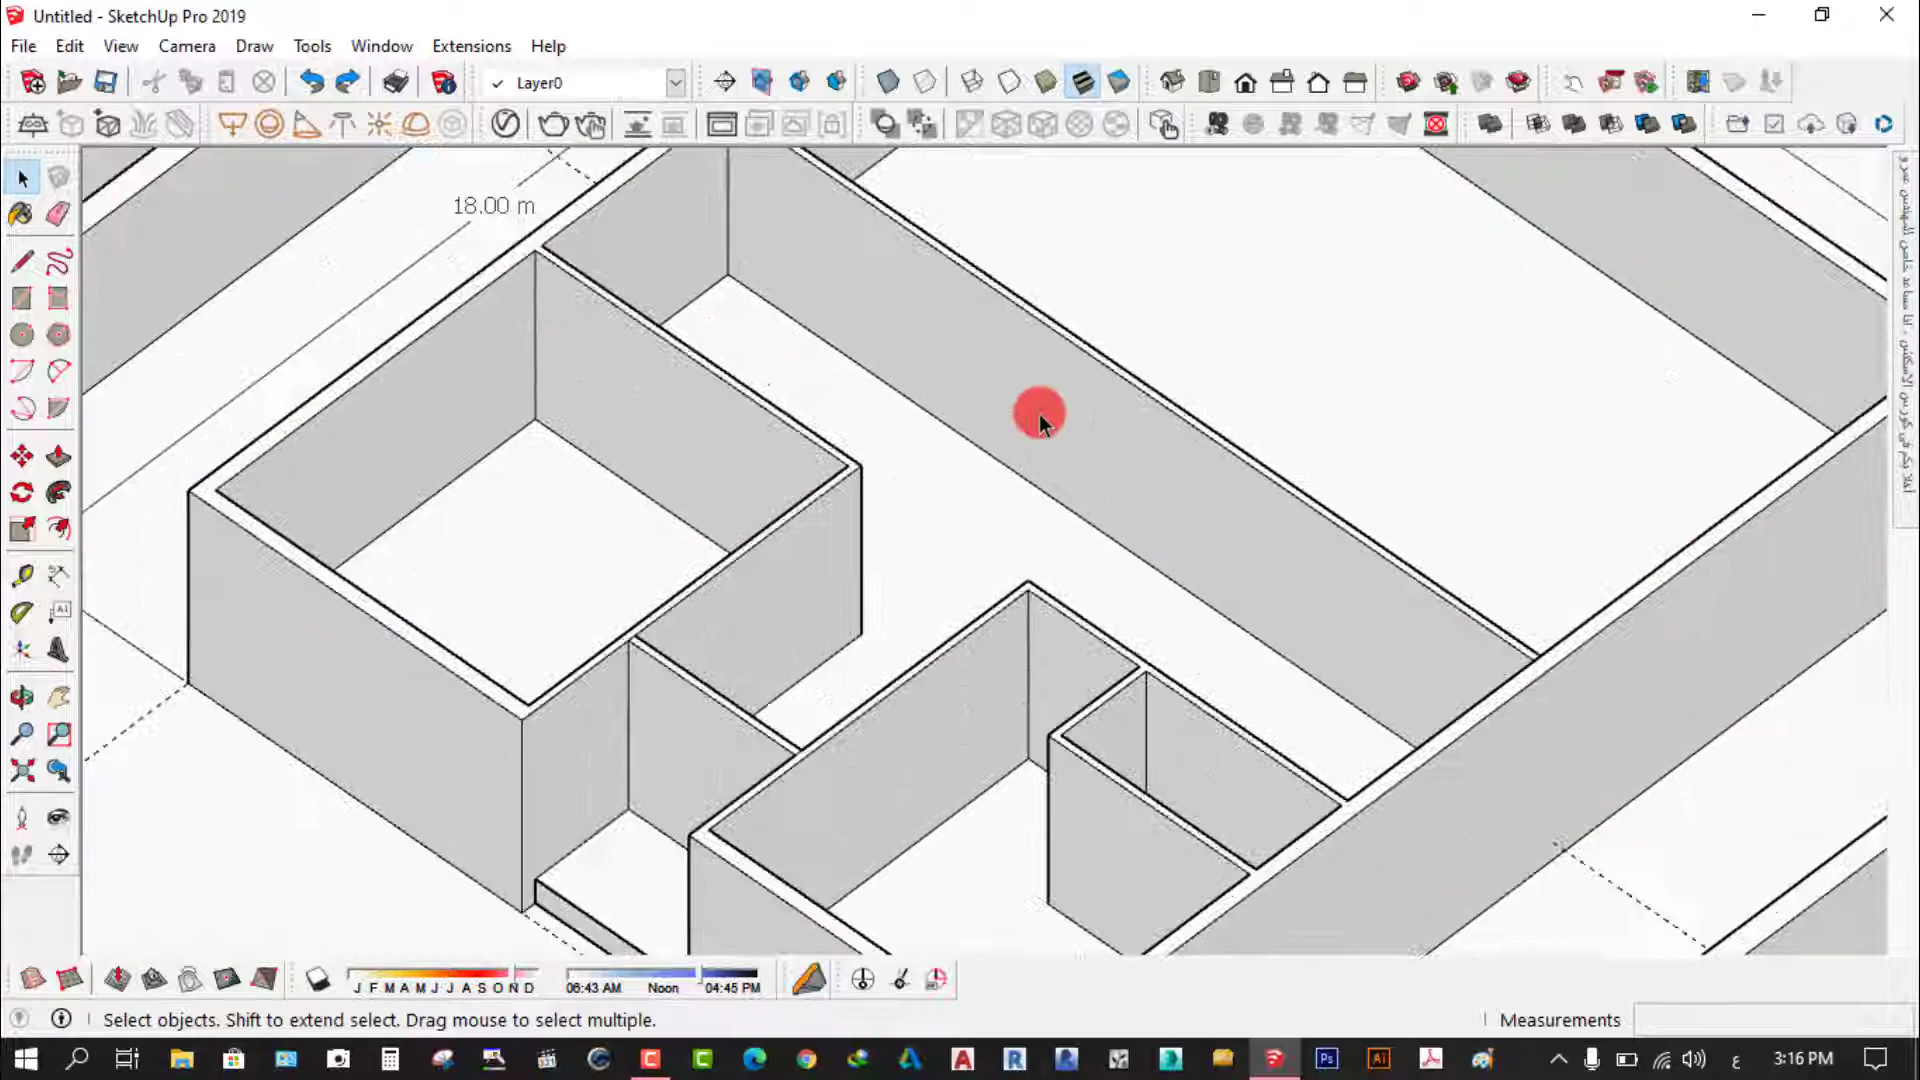 Untitled - SketchUp Pro 2019
File Edit View Camera Draw Tools Window Extensions Help
Layer0
18.00 m
J F M A M J J A S O N D
06:43 AM Noon 04:45 PM
Select objects. Shift to extend select. Drag mouse to select multiple.
Measurements
ع
3:16 PM